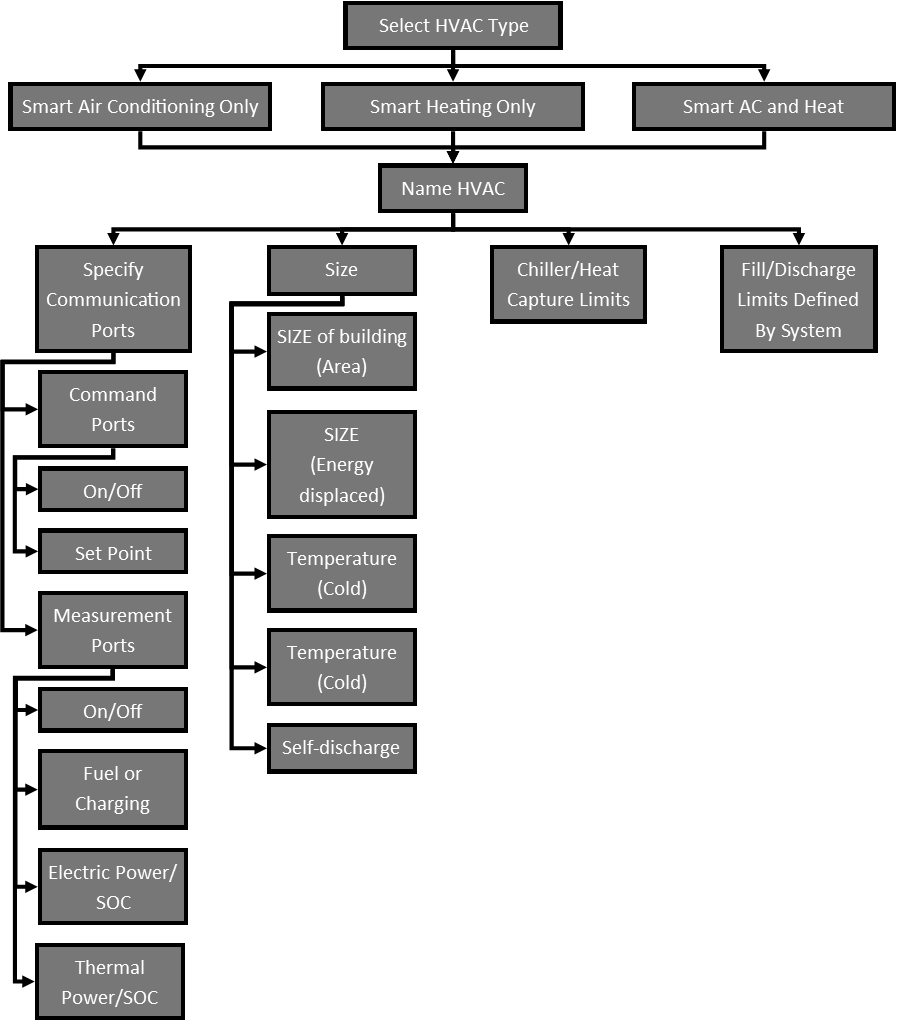 Select HVAC Type
Smart Air Conditioning Only
Smart Heating Only
Smart AC and Heat
Name HVAC
Specify
Communication
Ports
Size
Chiller/Heat
Capture Limits
Fill/Discharge
Limits Defined
By System
Command
Ports
On/Off
Set Point
Measurement
Ports
On/Off
Fuel or
Charging
Electric Power/
SOC
Thermal
Power/SOC
SIZE of building
(Area)
SIZE
(Energy
displaced)
Temperature
(Cold)
Temperature
(Cold)
Self-discharge